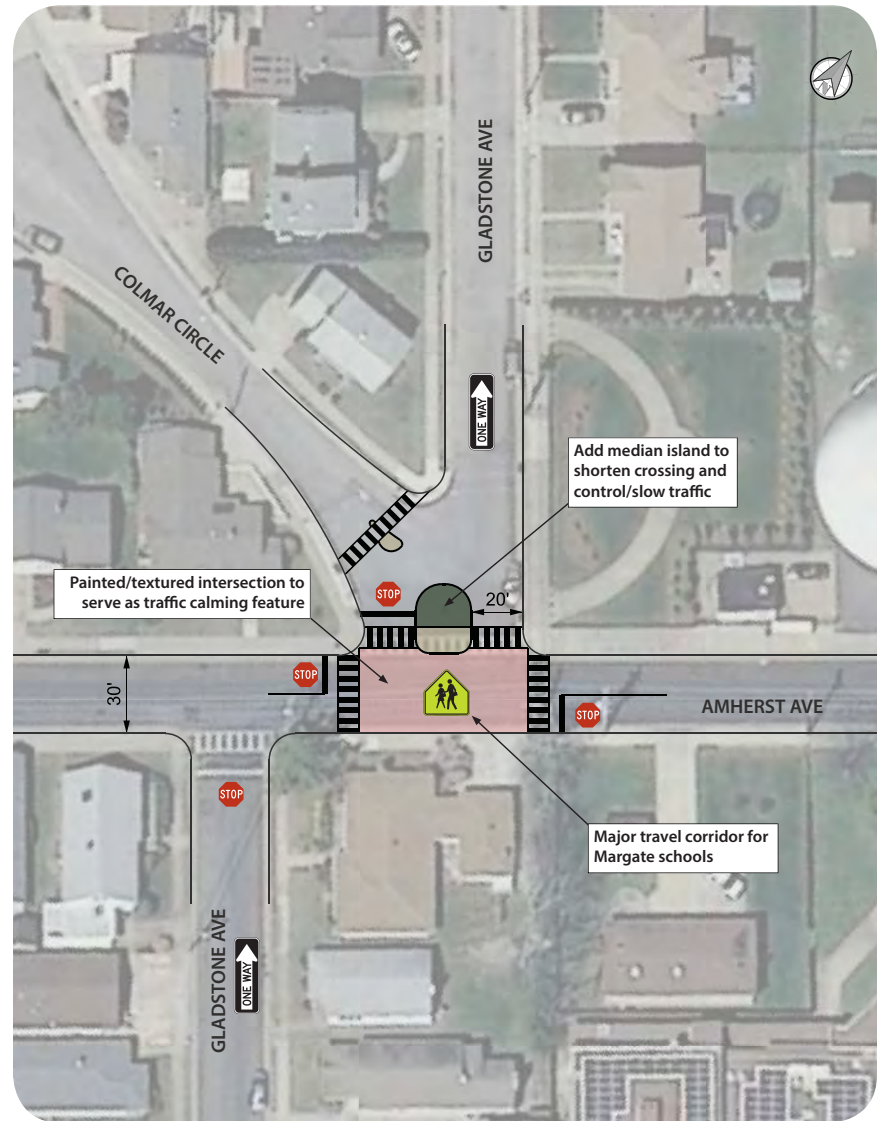 GLADSTONE AVE
COLMAR CIRCLE
ONE WAY
Add median island to
shorten crossing and
control/slow traffic
Painted/textured intersection to
serve as traffic calming feature
STOP
20'
STOP
30'
STOP
AMHERST AVE
STOP
Major travel corridor for
Margate schools
GLADSTONE AVE
ONE WAY